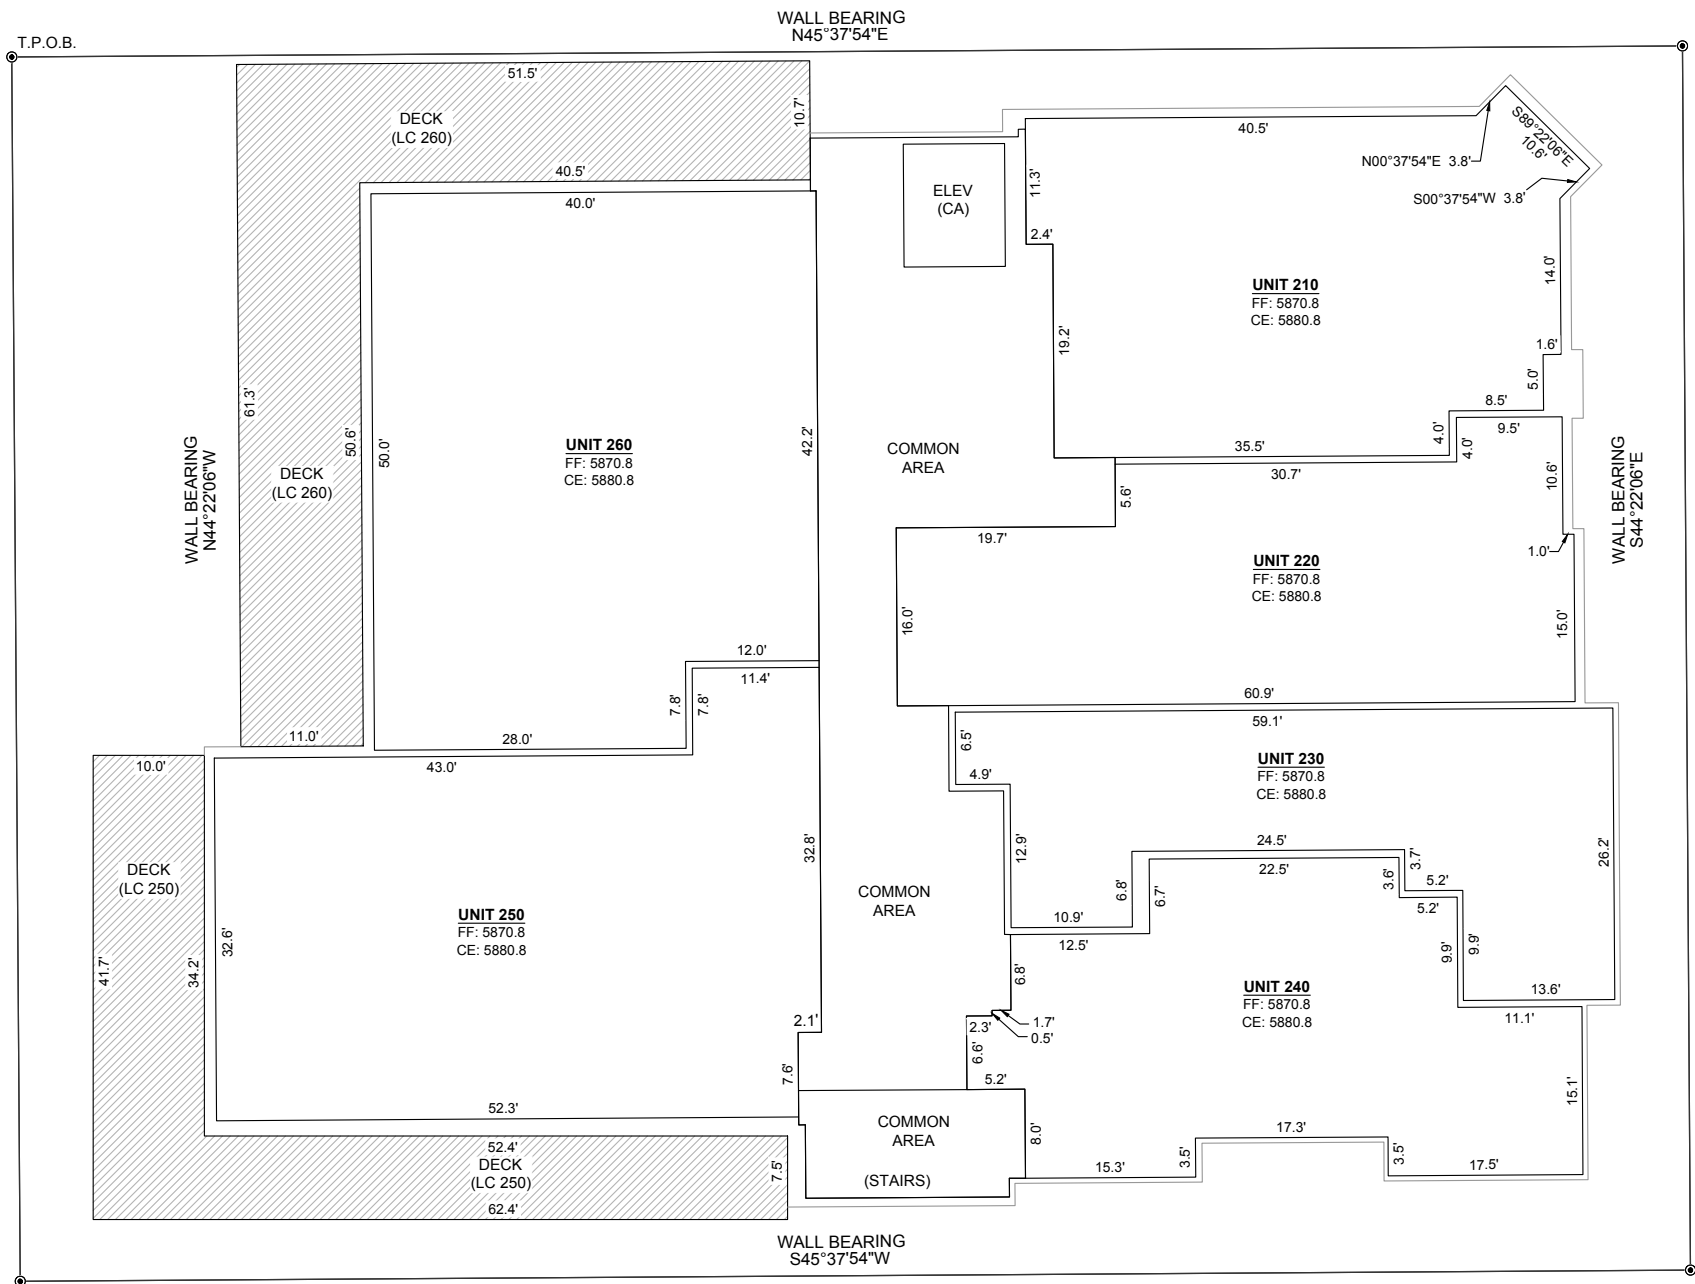 WALL BEARING
N45°37'54"E
T.P.O.B.
51.5'
10.7'
DECK
(LC 260)
40.5'
40.0'
61.3'
50.6'
50.0'
DECK
(LC 260)
WALL BEARING
N44°22'06"W
UNIT 260
FF: 5870.8
CE: 5880.8
42.2'
12.0'
11.4'
7.8'
7.8'
28.0'
11.0'
43.0'
10.0'
ELEV
(CA)
COMMON
AREA
40.5'
11.3'
2.4'
19.2'
N00°37'54"E 3.8'
S89°22'06"E
10.6'
S00°37'54"W 3.8'
14.0'
1.6'
5.0'
8.5'
4.0'
35.5'
UNIT 210
FF: 5870.8
CE: 5880.8
9.5'
4.0'
30.7'
5.6'
19.7'
16.0'
10.6'
1.0'
15.0'
60.9'
UNIT 220
FF: 5870.8
CE: 5880.8
WALL BEARING
S44°22'06"E
59.1'
6.5'
4.9'
12.9'
UNIT 230
FF: 5870.8
CE: 5880.8
24.5'
3.7'
5.2'
6.8'
10.9'
9.9'
13.6'
26.2'
22.5'
3.6'
5.2'
6.7'
12.5'
9.9'
11.1'
6.8'
1.7'
0.5'
2.3'
6.6'
5.2'
8.0'
UNIT 240
FF: 5870.8
CE: 5880.8
15.1'
15.3'
3.5'
17.3'
3.5'
17.5'
DECK
(LC 250)
41.7'
34.2'
32.6'
UNIT 250
FF: 5870.8
CE: 5880.8
32.8'
2.1'
7.6'
52.3'
COMMON
AREA
COMMON
AREA
(STAIRS)
52.4'
DECK
(LC 250)
7.5'
62.4'
WALL BEARING
S45°37'54"W